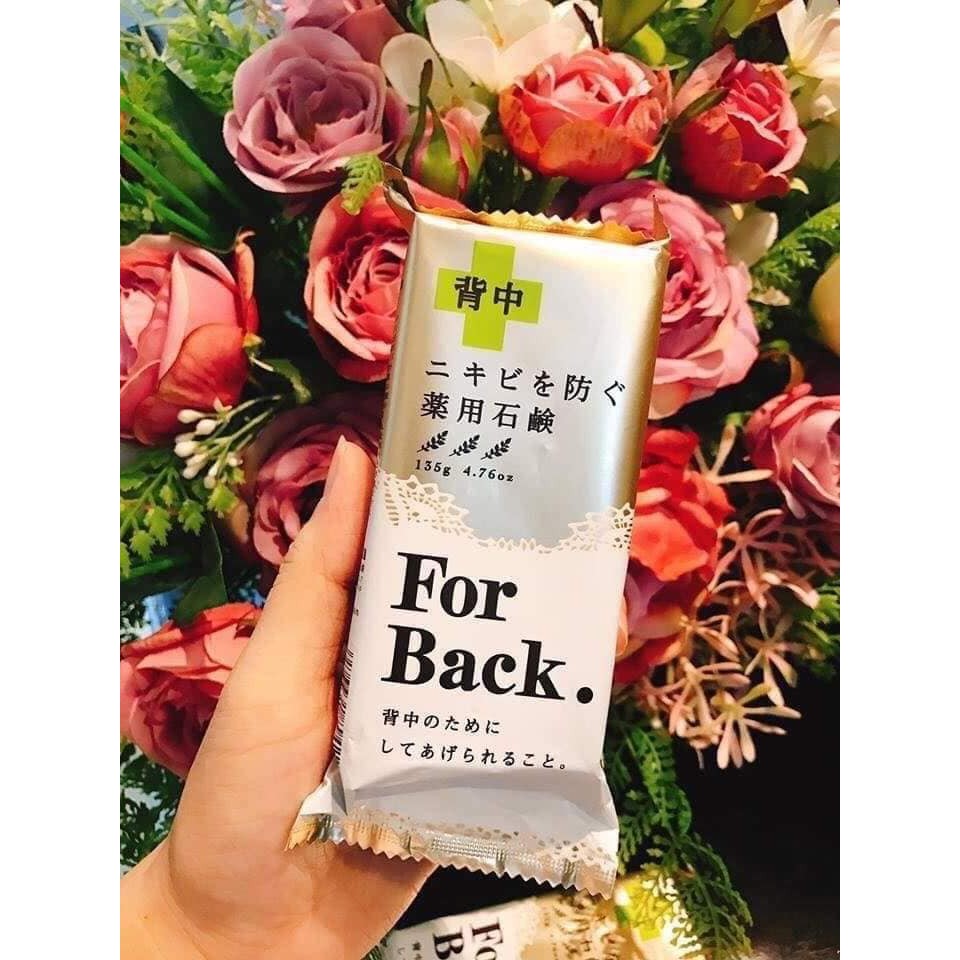 背中
ニキビを防ぐ
薬用石鹸
135g 4.76oz
For
Back.
背中のために
してあげられること。
Fo
B